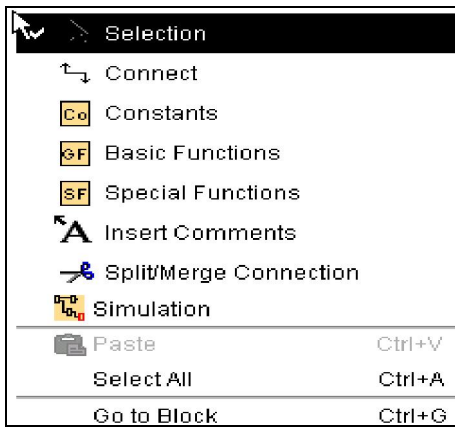 Selection
Connect
Co Constants
GF Basic Functions
SF Special Functions
A Insert Comments
Split/Merge Connection
Simulation
Paste Ctrl+V
Select All Ctrl+A
Go to Block Ctrl+G